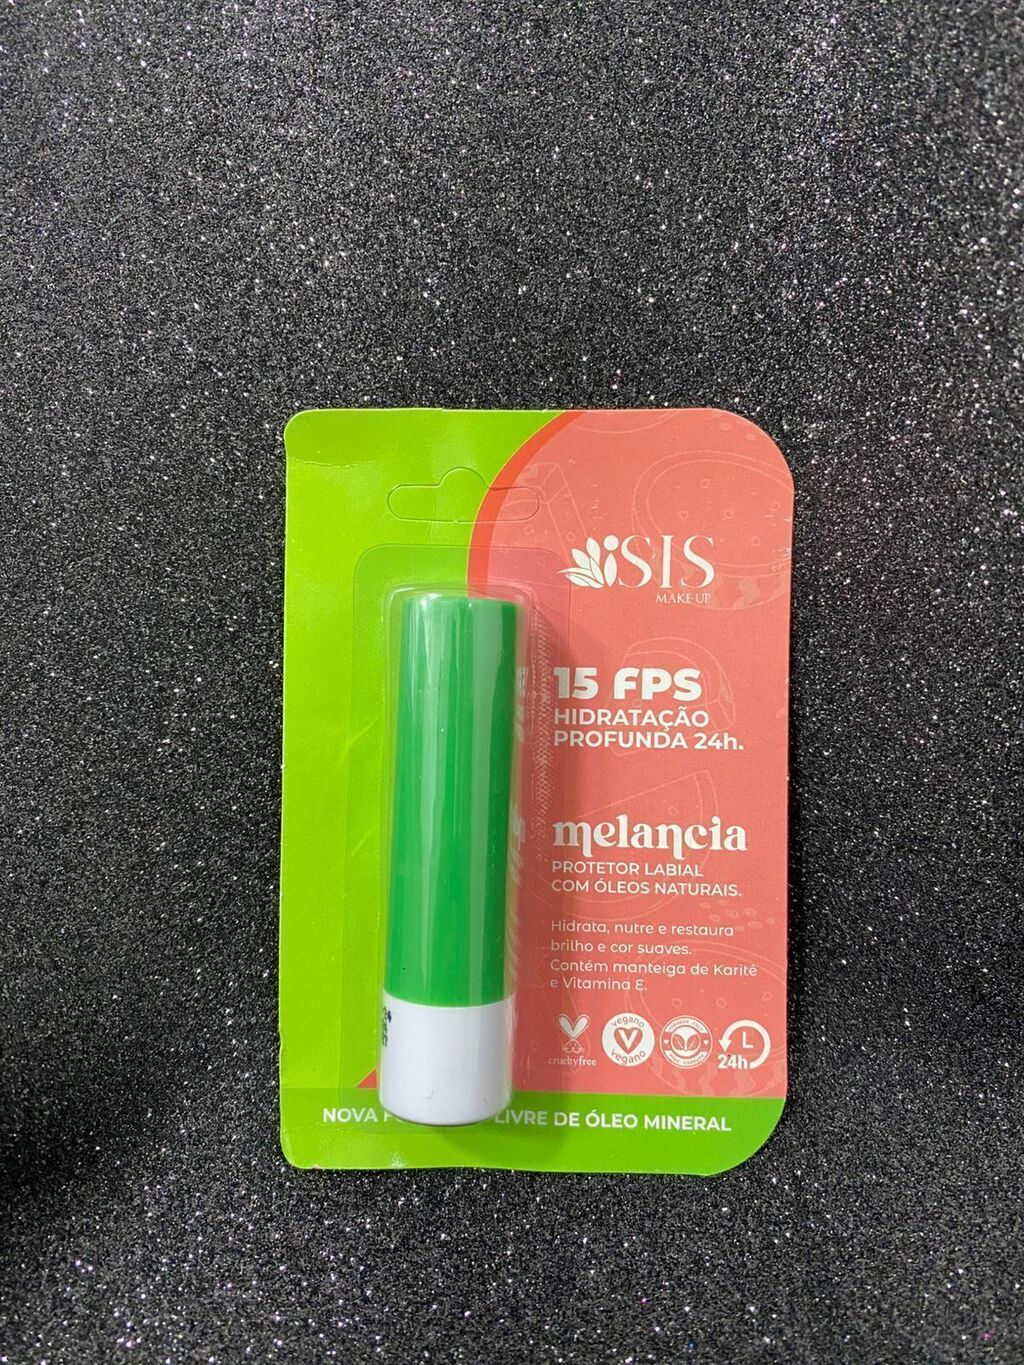 iSIS
MAKE UP
15 FPS
HIDRATAÇÃO
PROFUNDA 24h.
melancia
PROTETOR LABIAL
COM ÓLEOS NATURAIS.
Hidrata, nutre e restaura
brilho e cor suaves.
Contém manteiga de Karitê
e Vitamina E.
crueltyfree
vegano
vegano
24h
NOVA LIVRE DE ÓLEO MINERAL